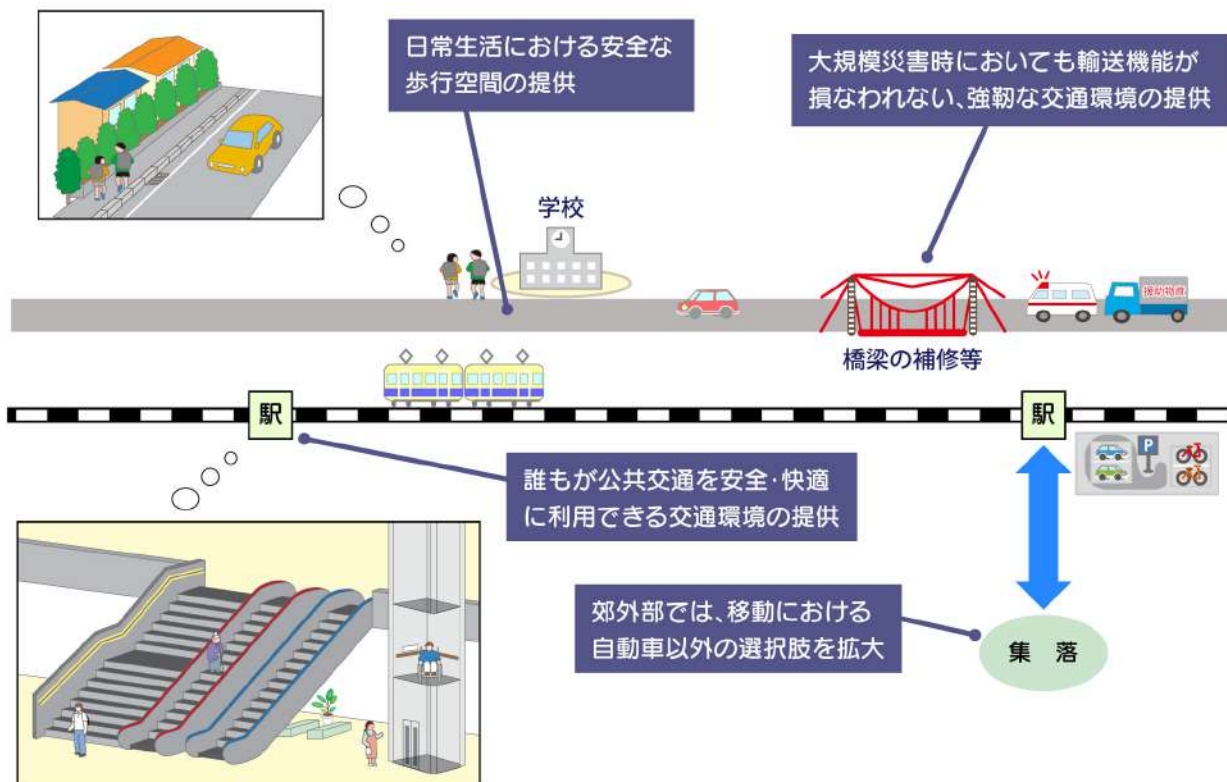 日常生活における安全な
歩行空間の提供
大規模災害時においても輸送機能が
損なわれない、強靭な交通環境の提供
学校
援助物資
橋梁の補修等
駅
駅
P
誰もが公共交通を安全・快適
に利用できる交通環境の提供
郊外部では、移動における
自動車以外の選択肢を拡大
集 落